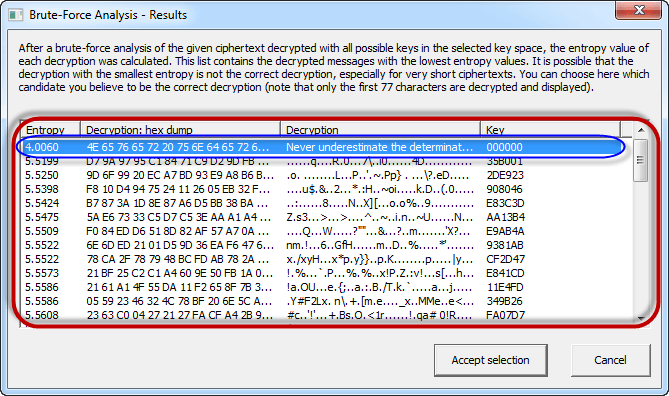 Brute-Force Analysis - Results
After a brute-force analysis of the given ciphertext decrypted with all possible keys in the selected key space, the entropy value of
each decryption was calculated. This list contains the decrypted messages with the lowest entropy values. It is possible that the
decryption with the smallest entropy is not the correct decryption, especially for very short ciphertexts. You can choose here which
candidate you believe to be the correct decryption (note that only the first 77 characters are decrypted and displayed).
Entropy Decryption: hex dump Decryption Key
4.0060 4E 65 76 65 72 20 75 6E 64 65 72 6... Never underestimate the determinat... 000000
5.5199 D7 9A 97 95 C1 84 71 C9 D2 9D FB ... ......q...R.0...7\..I0......4D............ 35B001
5.5250 9D 6F 99 20 EC A7 BD 93 E9 A8 B6 B... .o. ........L...P..'.~.Pp} . ...\?.eD..... 2DE923
5.5398 F8 10 D4 94 75 24 11 26 05 EB 32 F... ....u$.&..2...*.:H..~oi.....k.D..(.0..... 908046
5.5424 B7 87 3A 1D 8E 87 A6 D5 BB 38 BA ... ..:......8.....N..X][...o.o%..9........... E83C3D
5.5475 5A E6 73 33 C5 D7 C5 3E AA A1 A4 ... Z.s3...>...>....^..~..i.n..~U......N.... AA13B4
5.5509 F0 84 ED D6 51 8D 82 AF 57 A7 0A ... ....Q...W.....?""...&...?..m.......'X?... E9AB4A
5.5522 6E 6D ED 21 01 D5 9D 36 EA F6 47 6... nm.!...6..GfH......m..D..%.....*'...... 9381AB
5.5522 78 CA 2F 78 79 48 BC FD AB 78 2A ... x./xyH...x*p.y}}..p.K........p.....|y.... CF2D47
5.5573 21 BF 25 C2 C1 A4 60 9E 50 FB 1A 0... !.%...`.P....%.%...x!P.Z.:v!...s[...h... E841CD
5.5586 21 61 A1 4F 55 DA 11 F2 65 8F 7B 3... !a.OU...e.{;..a.:.B./T.k.`.....a...j..... 11E4FD
5.5586 05 59 23 46 32 4C 78 BF 20 6E 5C A... .Y#F2Lx. n\.+.[m.e...._x..MMe..e<... 349B26
5.5608 23 63 C0 04 27 21 27 FA CF A4 2B 9... #c..'!'...+.Bs.O.<1r......!.qa# 0!R.... FA07D7
Accept selection Cancel